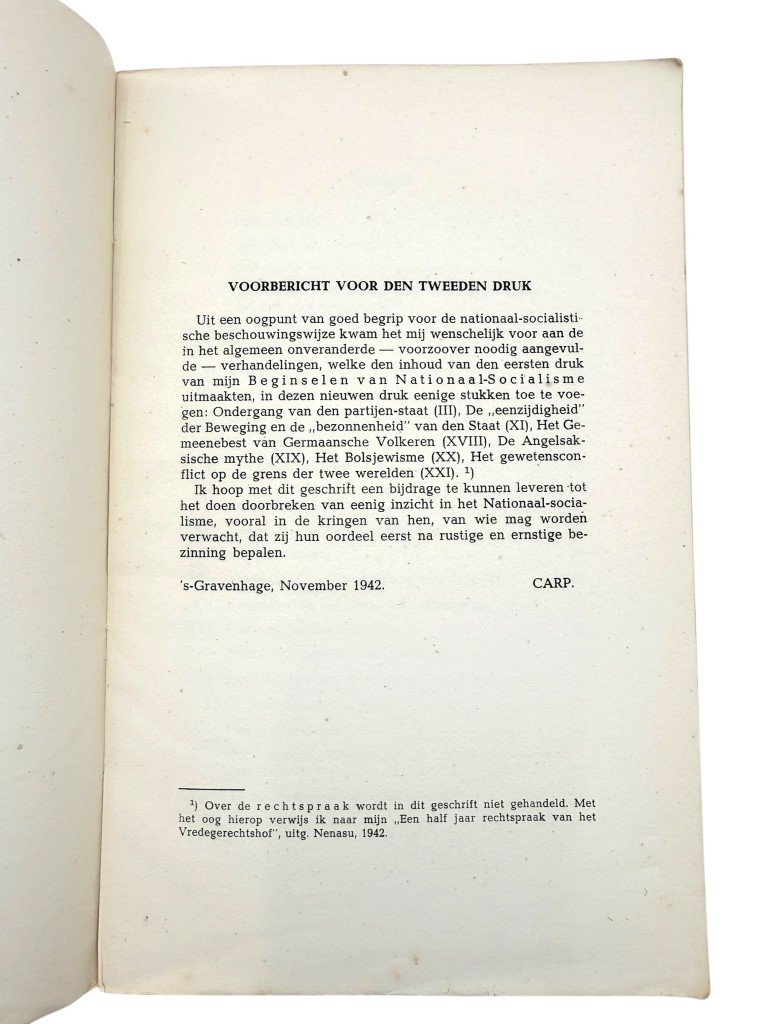 VOORBERICHT VOOR DEN TWEEDEN DRUK
Uit een oogpunt van goed begrip voor de nationaal-socialisti-
sche beschouwingswijze kwam het mij wenschelijk voor aan de
in het algemeen onveranderde — voorzoover noodig aangevul-
de — verhandelingen, welke den inhoud van den eersten druk
van mijn Beginselen van Nationaal-Socialisme
uitmaakten, in dezen nieuwen druk eenige stukken toe te voe-
gen: Ondergang van den partijen-staat (III), De „eenzijdigheid"
der Beweging en de „bezonnenheid" van den Staat (XI), Het Ge-
meenebest van Germaansche Volkeren (XVIII), De Angelsak-
sische mythe (XIX), Het Bolsjewisme (XX), Het gewetenscon-
flict op de grens der twee werelden (XXI). ¹)
Ik hoop met dit geschrift een bijdrage te kunnen leveren tot
het doen doorbreken van eenig inzicht in het Nationaal-socia-
lisme, vooral in de kringen van hen, van wie mag worden
verwacht, dat zij hun oordeel eerst na rustige en ernstige be-
zinning bepalen.
's-Gravenhage, November 1942. CARP.
¹) Over de rechtspraak wordt in dit geschrift niet gehandeld. Met
het oog hierop verwijs ik naar mijn „Een half jaar rechtspraak van het
Vredegerechtshof", uitg. Nenasu, 1942.